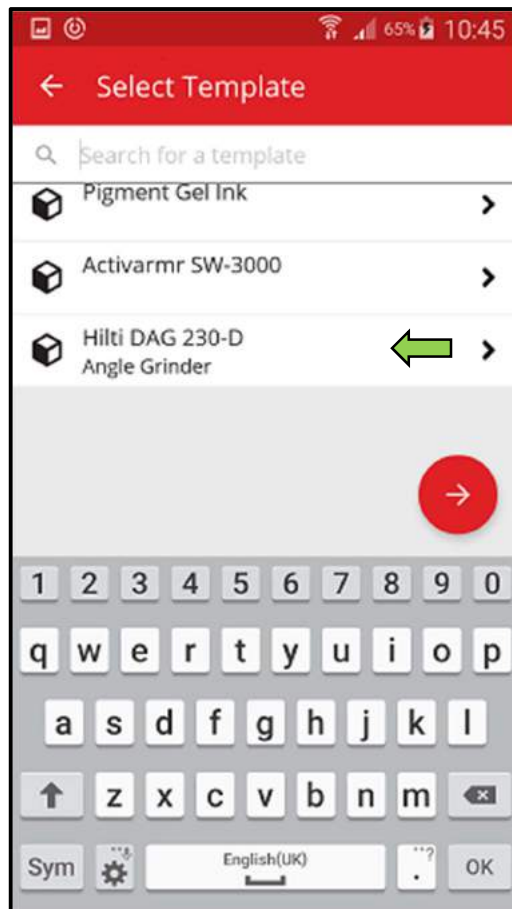 65% 10:45
Select Template
Search for a template
Pigment Gel Ink
Activarmr SW-3000
Hilti DAG 230-D
Angle Grinder
1 2 3 4 5 6 7 8 9 0
q w e r t y u i o p
a s d f g h j k l
z x c v b n m
Sym English(UK) . ? OK